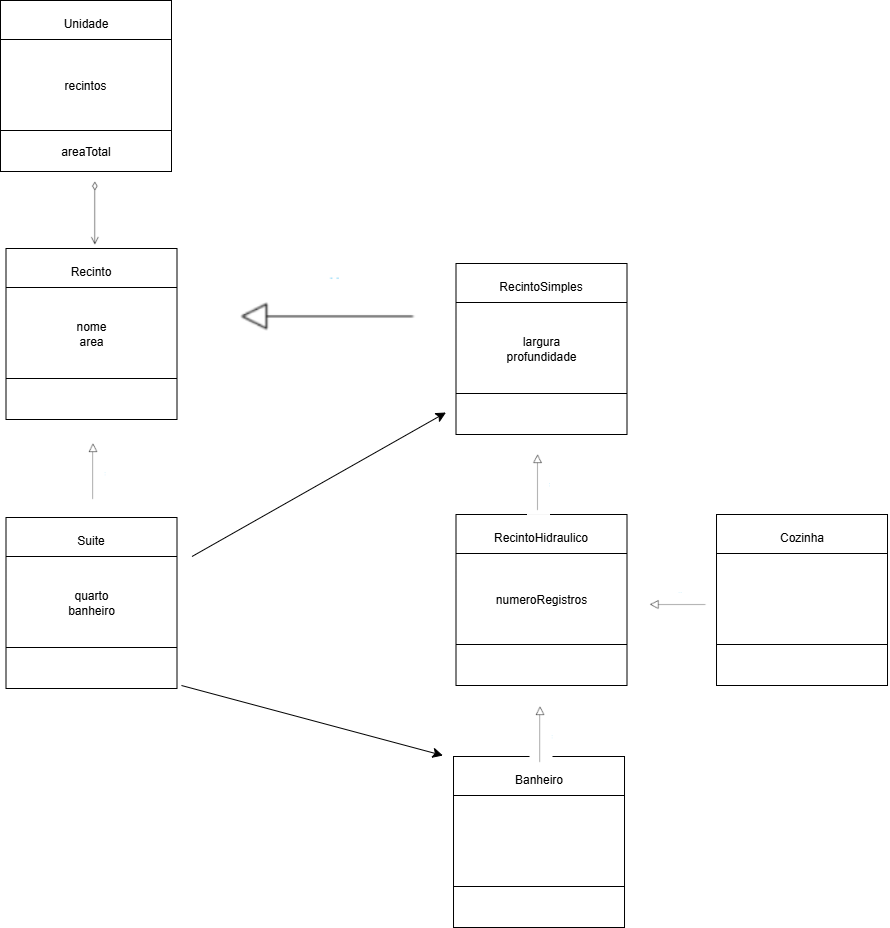 Unidade
recintos
areaTotal
Recinto
nome
area
RecintoSimples
largura
profundidade
Suite
quarto
banheiro
RecintoHidraulico
numeroRegistros
Cozinha
Banheiro